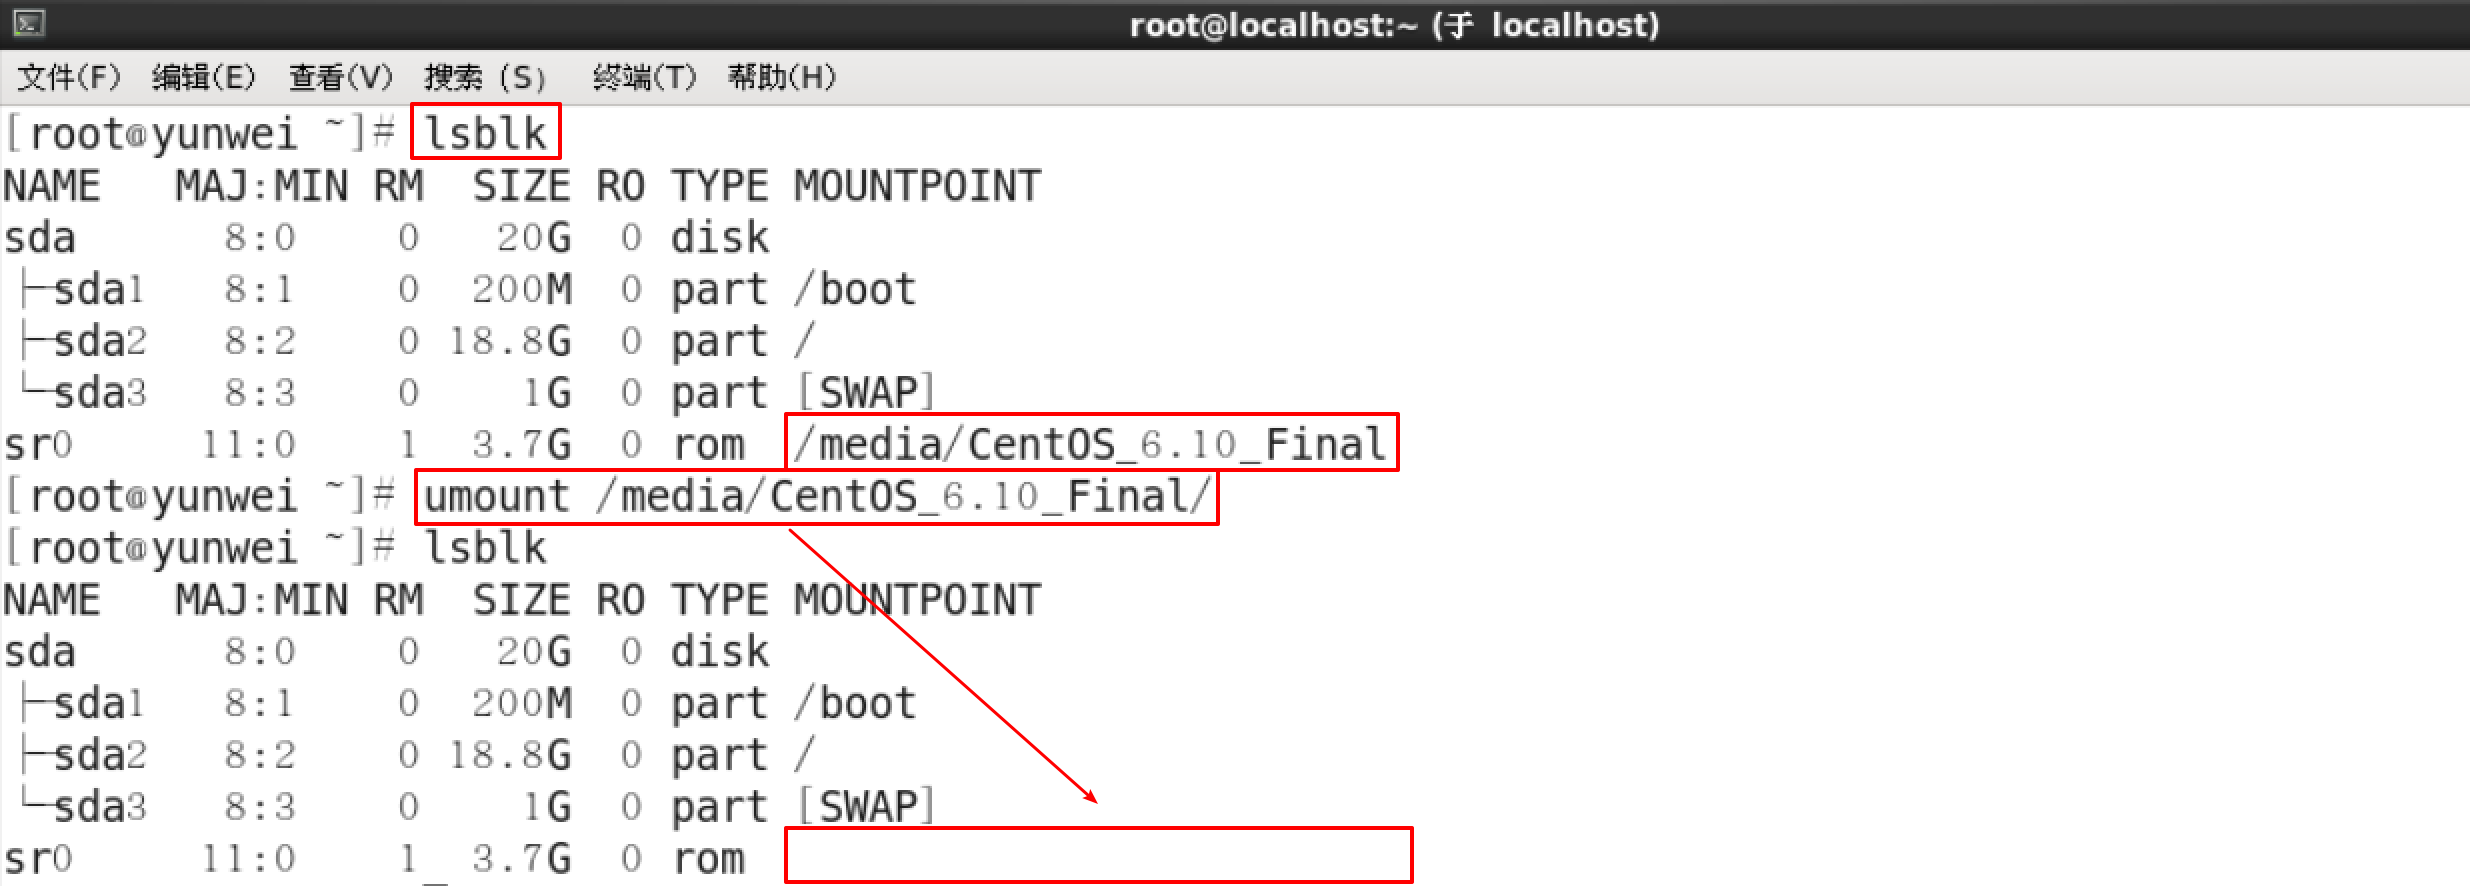 root@localhost:~ (于 localhost)
文件(F) 编辑(E) 查看(V) 搜索 (S) 终端(T) 帮助(H)
[root@yunwei ~]# lsblk
NAME   MAJ:MIN RM  SIZE RO TYPE MOUNTPOINT
sda      8:0    0   20G  0 disk
├─sda1   8:1    0  200M  0 part /boot
├─sda2   8:2    0 18.8G  0 part /
└─sda3   8:3    0    1G  0 part [SWAP]
sr0     11:0    1  3.7G  0 rom  /media/CentOS_6.10_Final
[root@yunwei ~]# umount /media/CentOS_6.10_Final/
[root@yunwei ~]# lsblk
NAME   MAJ:MIN RM  SIZE RO TYPE MOUNTPOINT
sda      8:0    0   20G  0 disk
├─sda1   8:1    0  200M  0 part /boot
├─sda2   8:2    0 18.8G  0 part /
└─sda3   8:3    0    1G  0 part [SWAP]
sr0     11:0    1  3.7G  0 rom